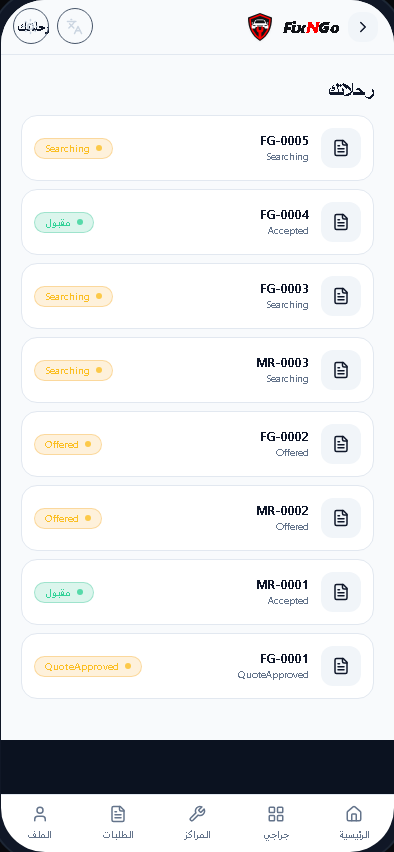 FixNGo
رحلاتك
رحلاتك
FG-0005
Searching
Searching
FG-0004
Accepted
مقبول
FG-0003
Searching
Searching
MR-0003
Searching
Searching
FG-0002
Offered
Offered
MR-0002
Offered
Offered
MR-0001
Accepted
مقبول
FG-0001
QuoteApproved
QuoteApproved
الرئيسية
جراجي
المراكز
الطلبات
الملف